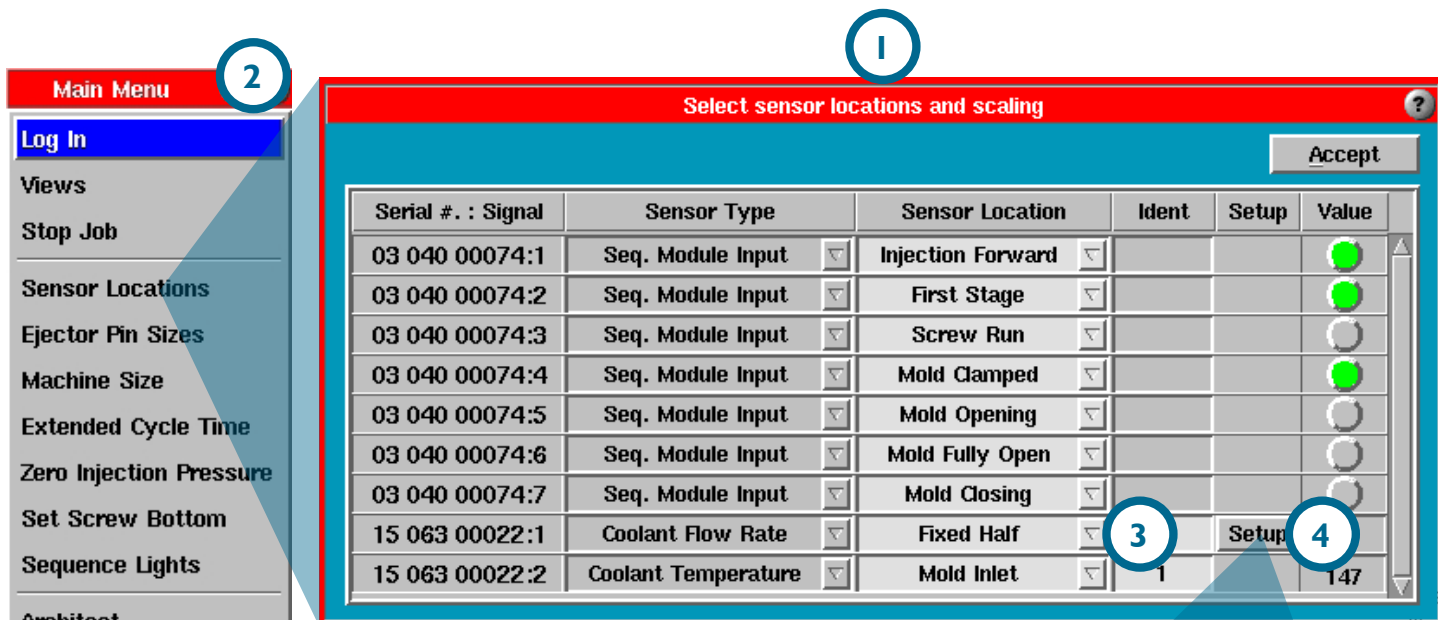 1
2
Main Menu
Log In
Views
Stop Job
Sensor Locations
Ejector Pin Sizes
Machine Size
Extended Cycle Time
Zero Injection Pressure
Set Screw Bottom
Sequence Lights
Select sensor locations and scaling ?
Accept
Serial #. : Signal Sensor Type Sensor Location Ident Setup Value
03 040 00074:1 Seq. Module Input Injection Forward
03 040 00074:2 Seq. Module Input First Stage
03 040 00074:3 Seq. Module Input Screw Run
03 040 00074:4 Seq. Module Input Mold Clamped
03 040 00074:5 Seq. Module Input Mold Opening
03 040 00074:6 Seq. Module Input Mold Fully Open
03 040 00074:7 Seq. Module Input Mold Closing
15 063 00022:1 Coolant Flow Rate Fixed Half 3 Setup 4
15 063 00022:2 Coolant Temperature Mold Inlet 1 147